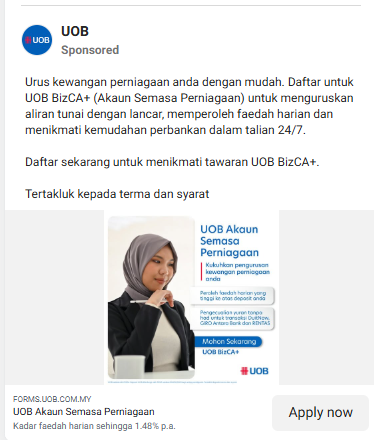 UOB
UOB
Sponsored
Urus kewangan perniagaan anda dengan mudah. Daftar untuk
UOB BizCA+ (Akaun Semasa Perniagaan) untuk menguruskan
aliran tunai dengan lancar, memperoleh faedah harian dan
menikmati kemudahan perbankan dalam talian 24/7.
Daftar sekarang untuk menikmati tawaran UOB BizCA+.
Tertakluk kepada terma dan syarat
UOB Akaun
Semasa
Perniagaan
Kukuhkan pengurusan
kewangan perniagaan
anda
Peroleh faedah harian yang
tinggi ke atas deposit anda
Pengecualian yuran tanpa
had untuk transaksi DuitNow,
GIRO Antara Bank dan RENTAS
Mohon Sekarang
UOB BizCA+
UOB
FORMS.UOB.COM.MY
UOB Akaun Semasa Perniagaan
Kadar faedah harian sehingga 1.48% p.a.
Apply now